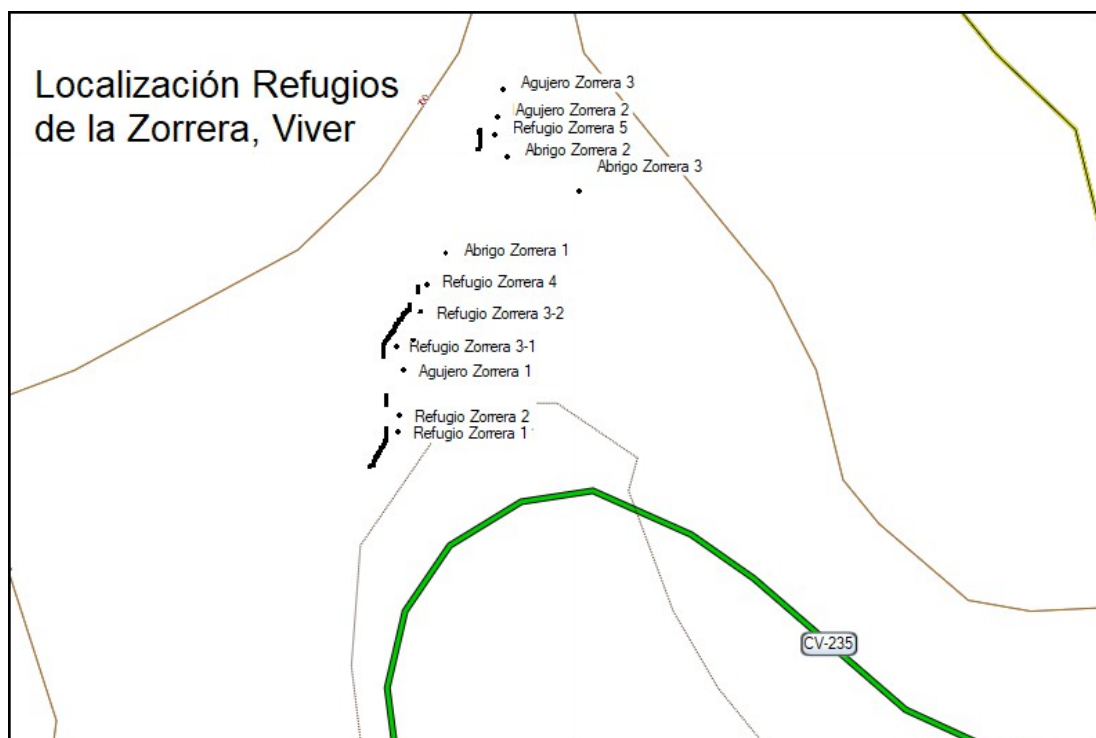 Localización Refugios
de la Zorrera, Viver
Agujero Zorrera 3
Agujero Zorrera 2
Refugio Zorrera 5
Abrigo Zorrera 2
Abrigo Zorrera 3
Abrigo Zorrera 1
Refugio Zorrera 4
Refugio Zorrera 3-2
Refugio Zorrera 3-1
Agujero Zorrera 1
Refugio Zorrera 2
Refugio Zorrera 1
CV-235